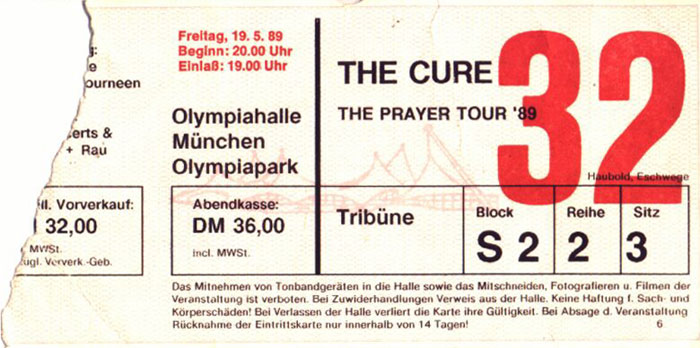 g:
e
ourneen
erts &
+ Rau
ll. Vorverkauf:
32,00
MWSt.
zugl. Vorverk.-Geb.
Freitag, 19. 5. 89
Beginn: 20.00 Uhr
Einlaß: 19.00 Uhr
Olympiahalle
München
Olympiapark
Abendkasse:
DM 36,00
incl. MWSt.
32
THE CURE
THE PRAYER TOUR '89
Haubold, Eschwege
Tribüne
Block Reihe Sitz
S 2 2 3
Das Mitnehmen von Tonbandgeräten in die Halle sowie das Mitschneiden, Fotografieren u. Filmen der
Veranstaltung ist verboten. Bei Zuwiderhandlungen Verweis aus der Halle. Keine Haftung f. Sach- und
Körperschäden! Bei Verlassen der Halle verliert die Karte ihre Gültigkeit. Bei Absage d. Veranstaltung
Rücknahme der Eintrittskarte nur innerhalb von 14 Tagen! 6